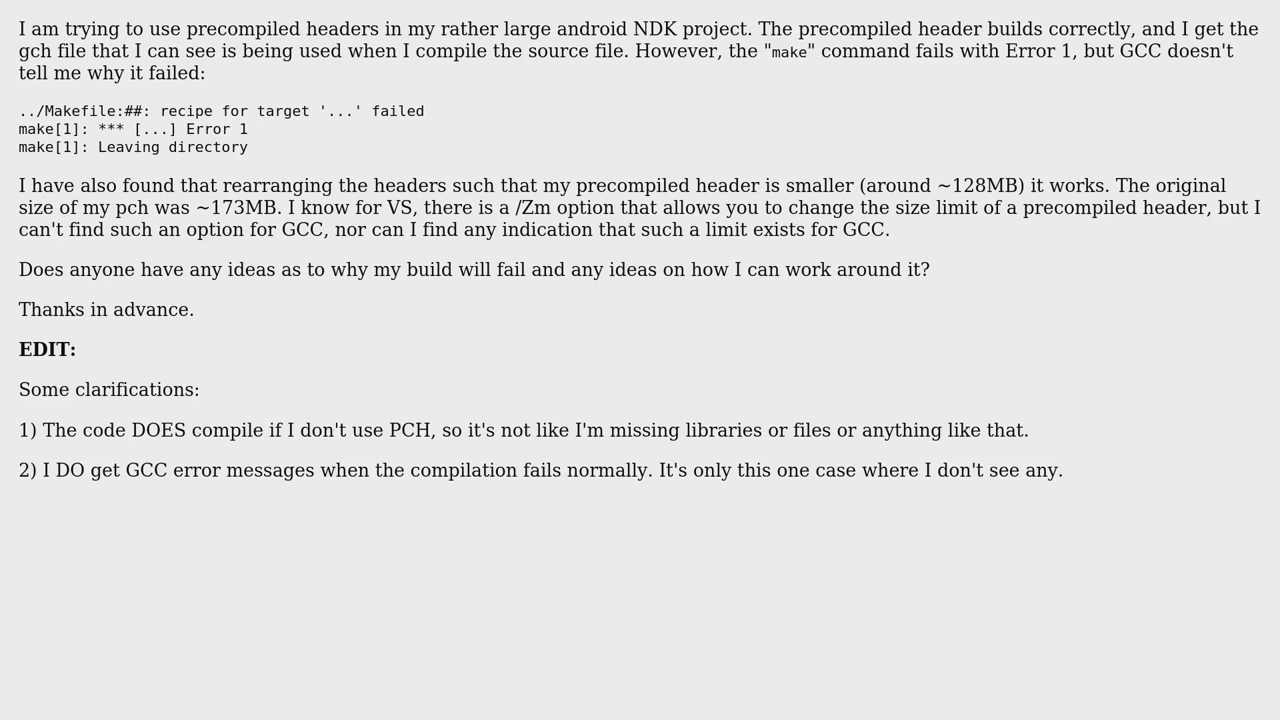 I am trying to use precompiled headers in my rather large android NDK project. The precompiled header builds correctly, and I get the
gch file that I can see is being used when I compile the source file. However, the "make" command fails with Error 1, but GCC doesn't
tell me why it failed:
../Makefile:##: recipe for target '...' failed
make[1]: *** [...] Error 1
make[1]: Leaving directory
I have also found that rearranging the headers such that my precompiled header is smaller (around ~128MB) it works. The original
size of my pch was ~173MB. I know for VS, there is a /Zm option that allows you to change the size limit of a precompiled header, but I
can't find such an option for GCC, nor can I find any indication that such a limit exists for GCC.
Does anyone have any ideas as to why my build will fail and any ideas on how I can work around it?
Thanks in advance.
EDIT:
Some clarifications:
1) The code DOES compile if I don't use PCH, so it's not like I'm missing libraries or files or anything like that.
2) I DO get GCC error messages when the compilation fails normally. It's only this one case where I don't see any.